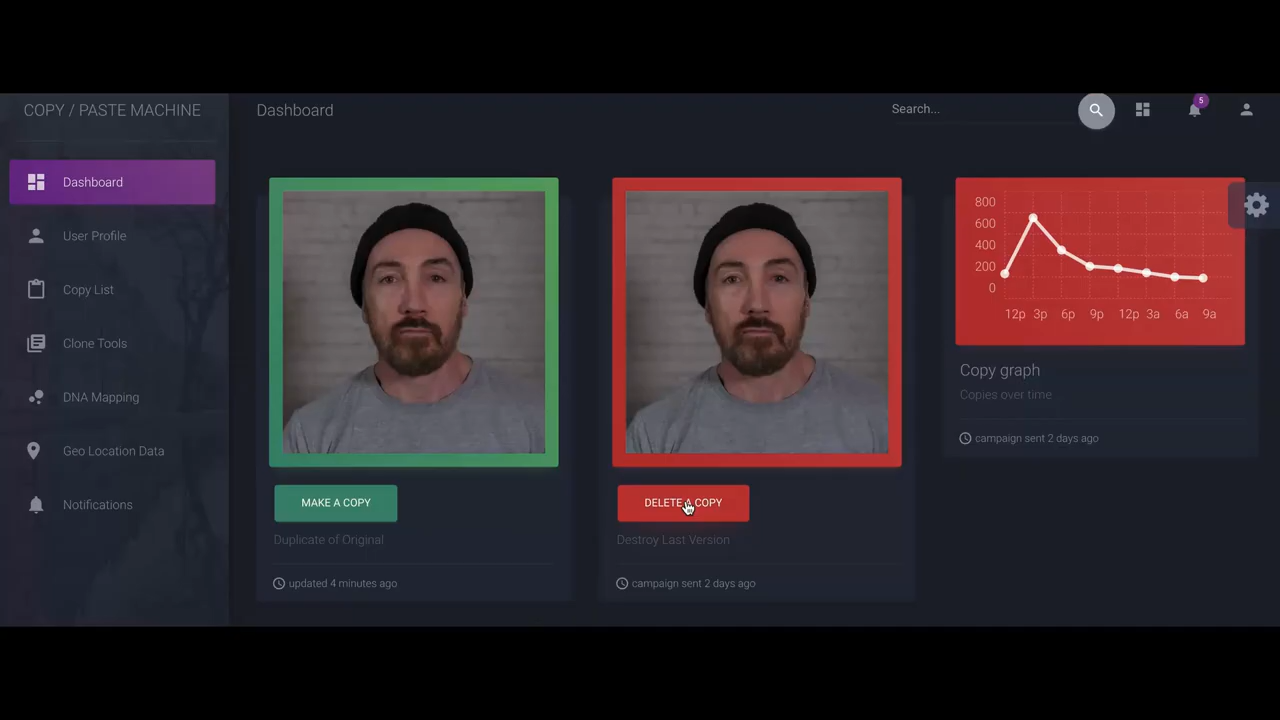 COPY / PASTE MACHINE
Dashboard
Search...
5
Dashboard
User Profile
Copy List
Clone Tools
DNA Mapping
Geo Location Data
Notifications
MAKE A COPY
Duplicate of Original
updated 4 minutes ago
DELETE A COPY
Destroy Last Version
campaign sent 2 days ago
800
600
400
200
0
12p 3p 6p 9p 12p 3a 6a 9a
Copy graph
Copies over time
campaign sent 2 days ago